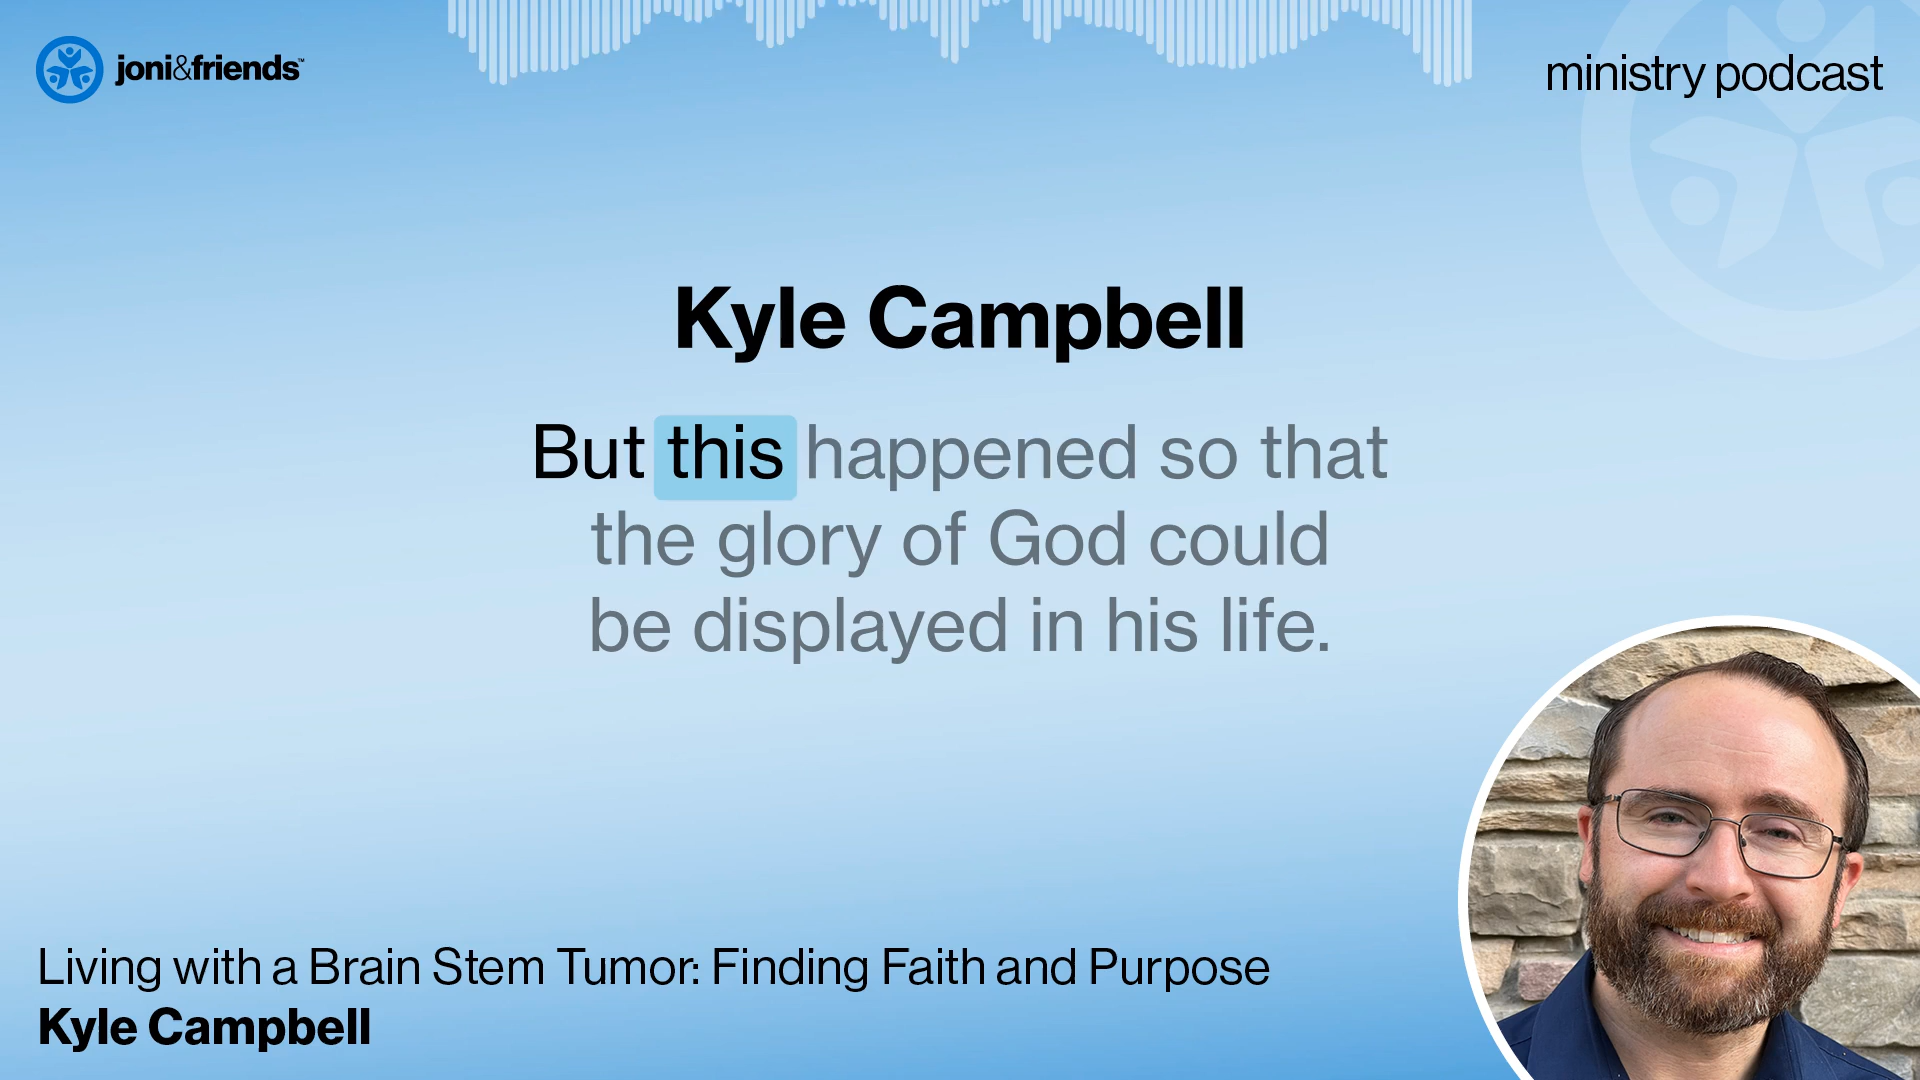 joni&friends™
ministry podcast
Kyle Campbell
But this happened so that
the glory of God could
be displayed in his life.
Living with a Brain Stem Tumor: Finding Faith and Purpose
Kyle Campbell